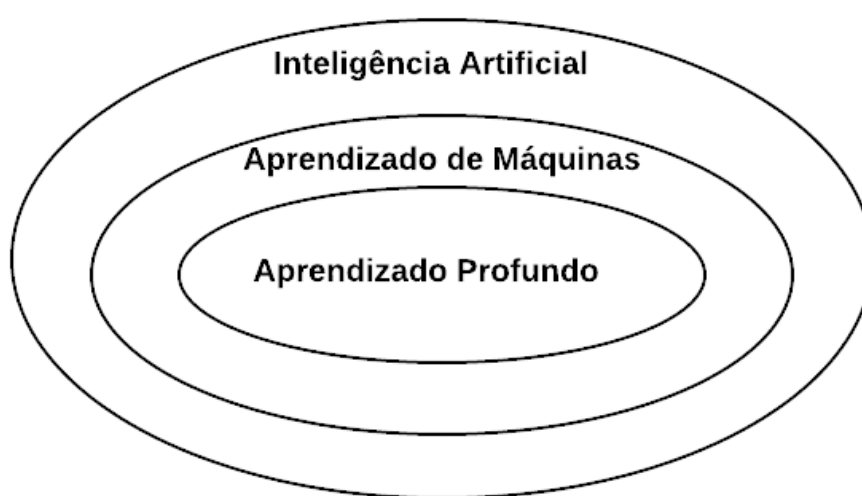 Inteligência Artificial
Aprendizado de Máquinas
Aprendizado Profundo